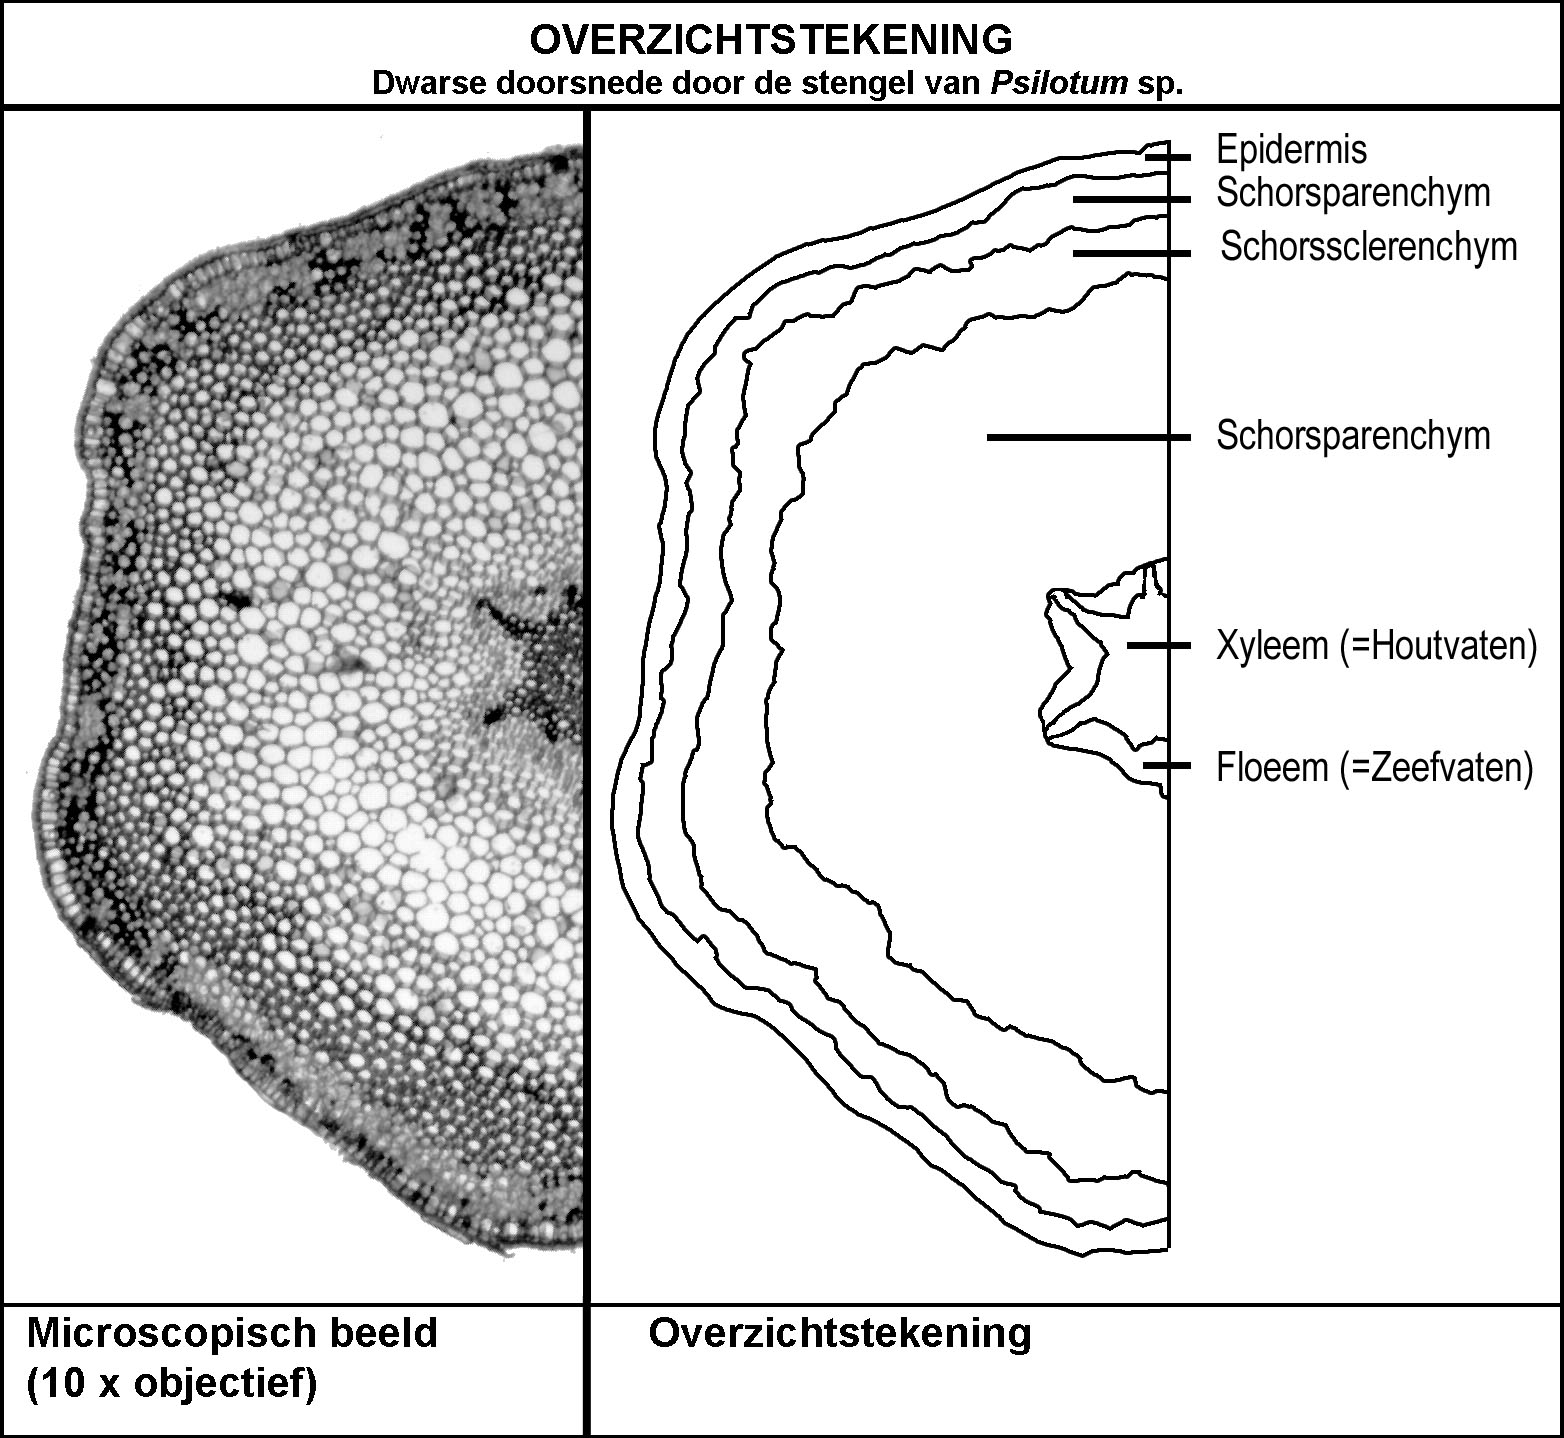 OVERZICHTSTEKENING
Dwarse doorsnede door de stengel van Psilotum sp.
Epidermis
Schorsparenchym
Schorssclerenchym
Schorsparenchym
Xyleem (=Houtvaten)
Floeem (=Zeefvaten)
Microscopisch beeld
(10 x objectief)
Overzichtstekening